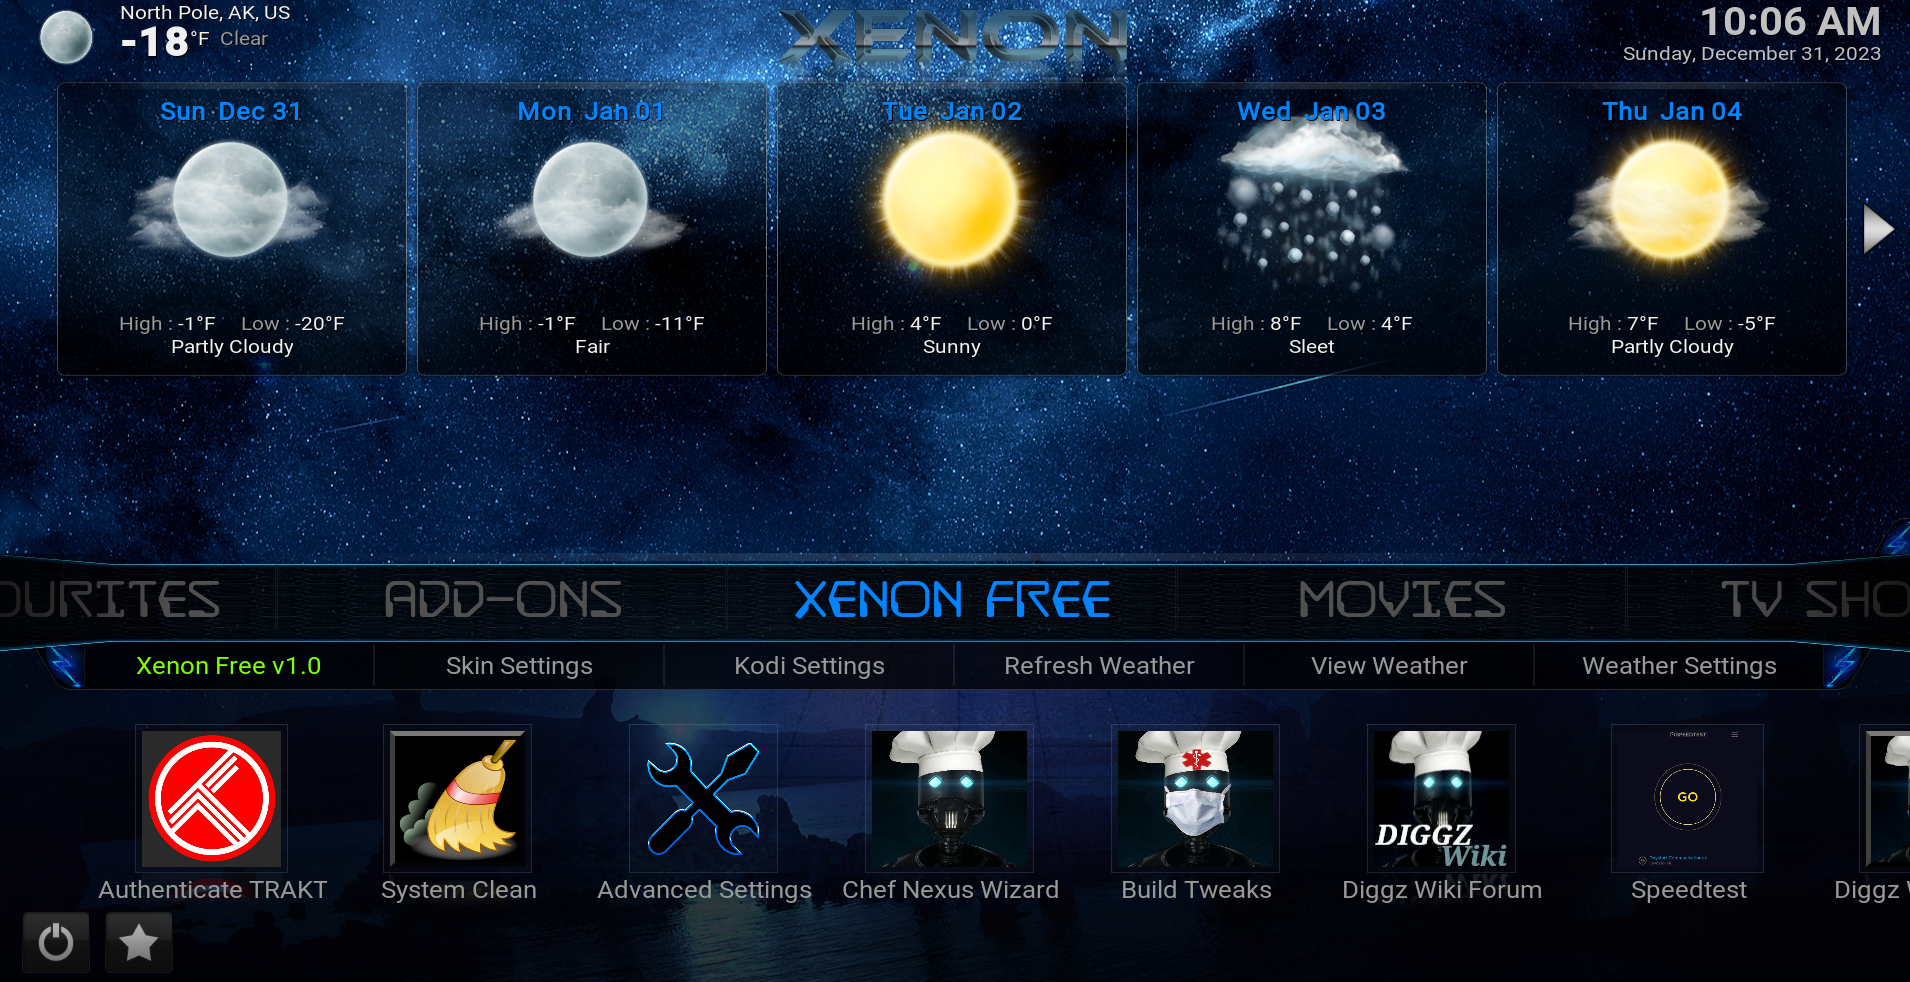 North Pole, AK, US
-18°F Clear
XENON
10:06 AM
Sunday, December 31, 2023
Sun Dec 31
Mon Jan 01
Tue Jan 02
Wed Jan 03
Thu Jan 04
High : -1°F Low : -20°F
Partly Cloudy
High : -1°F Low : -11°F
Fair
High : 4°F Low : 0°F
Sunny
High : 8°F Low : 4°F
Sleet
High : 7°F Low : -5°F
Partly Cloudy
OURITES
ADD-ONS
XENON FREE
MOVIES
TV SHO
Xenon Free v1.0
Skin Settings
Kodi Settings
Refresh Weather
View Weather
Weather Settings
SPEEDTEST
GO
DIGGZ
Wiki
Authenticate TRAKT
System Clean
Advanced Settings
Chef Nexus Wizard
Build Tweaks
Diggz Wiki Forum
Speedtest
Diggz